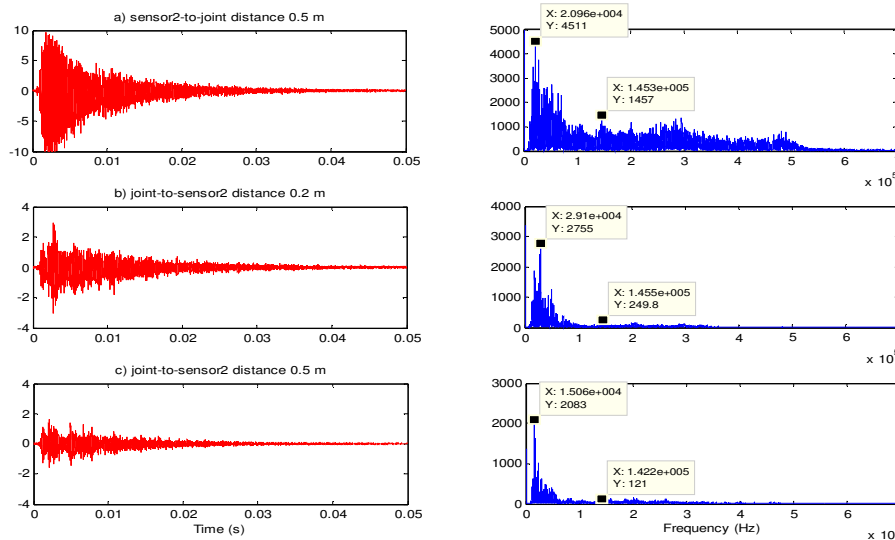 a) sensor2-to-joint distance 0.5 m
10
5
0
-5
-10
0 0.01 0.02 0.03 0.04 0.05
X: 2.096e+004
Y: 4511
X: 1.453e+005
Y: 1457
5000
4000
3000
2000
1000
0
0 1 2 3 4 5 6
x 10
b) joint-to-sensor2 distance 0.2 m
4
2
0
-2
-4
0 0.01 0.02 0.03 0.04 0.05
X: 2.91e+004
Y: 2755
X: 1.455e+005
Y: 249.8
4000
3000
2000
1000
0
0 1 2 3 4 5 6
x 10
c) joint-to-sensor2 distance 0.5 m
4
2
0
-2
-4
0 0.01 0.02 0.03 0.04 0.05
Time (s)
X: 1.506e+004
Y: 2083
X: 1.422e+005
Y: 121
3000
2000
1000
0
0 1 2 3 4 5 6
Frequency (Hz)
x 10